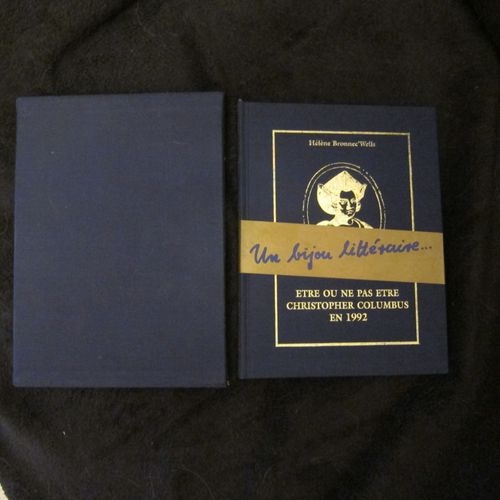 Hélène Bronnec'Wells
Un bijou littéraire...
ETRE OU NE PAS ETRE
CHRISTOPHER COLUMBUS
EN 1992